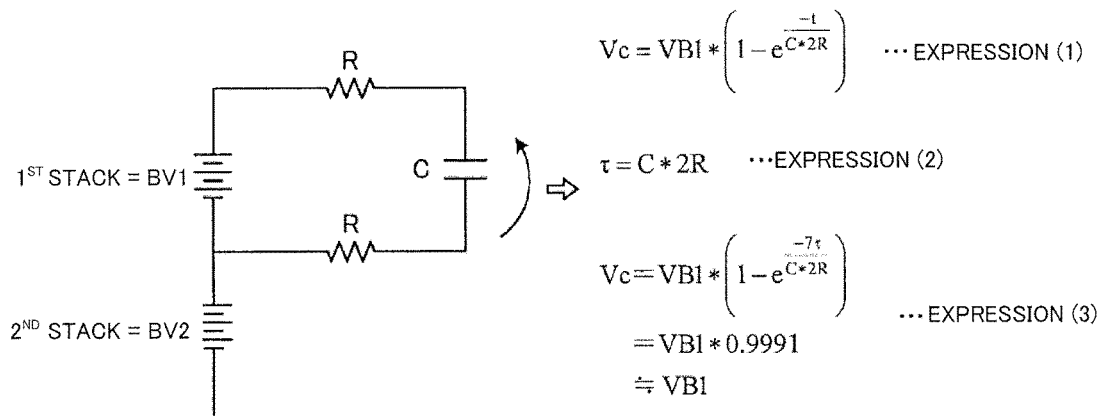 R
1ST STACK = BV1
C
R
2ND STACK = BV2
Vc = VB1 * (1 - e^(-t/(C*2R))) ⋯EXPRESSION (1)
τ = C * 2R ⋯EXPRESSION (2)
Vc = VB1 * (1 - e^(-7τ/(C*2R)))
= VB1 * 0.9991 ⋯EXPRESSION (3)
≒ VB1